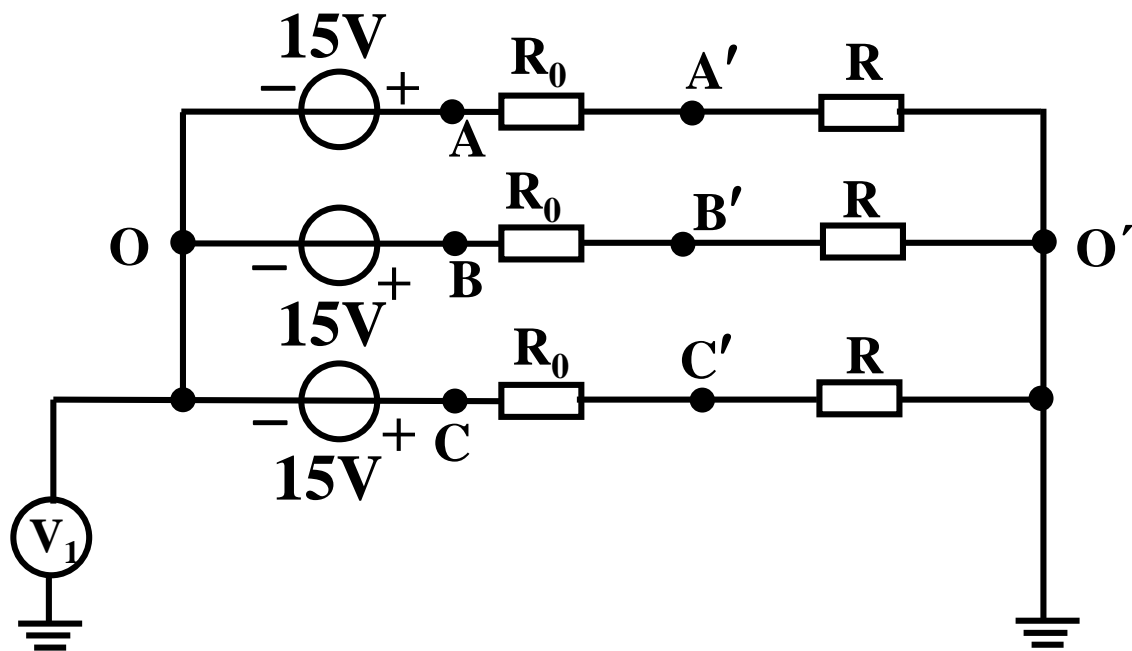 15V
− +
A
R₀
A′
R
O
− +
15V
B
R₀
B′
R
O′
− +
15V
C
R₀
C′
R
V₁